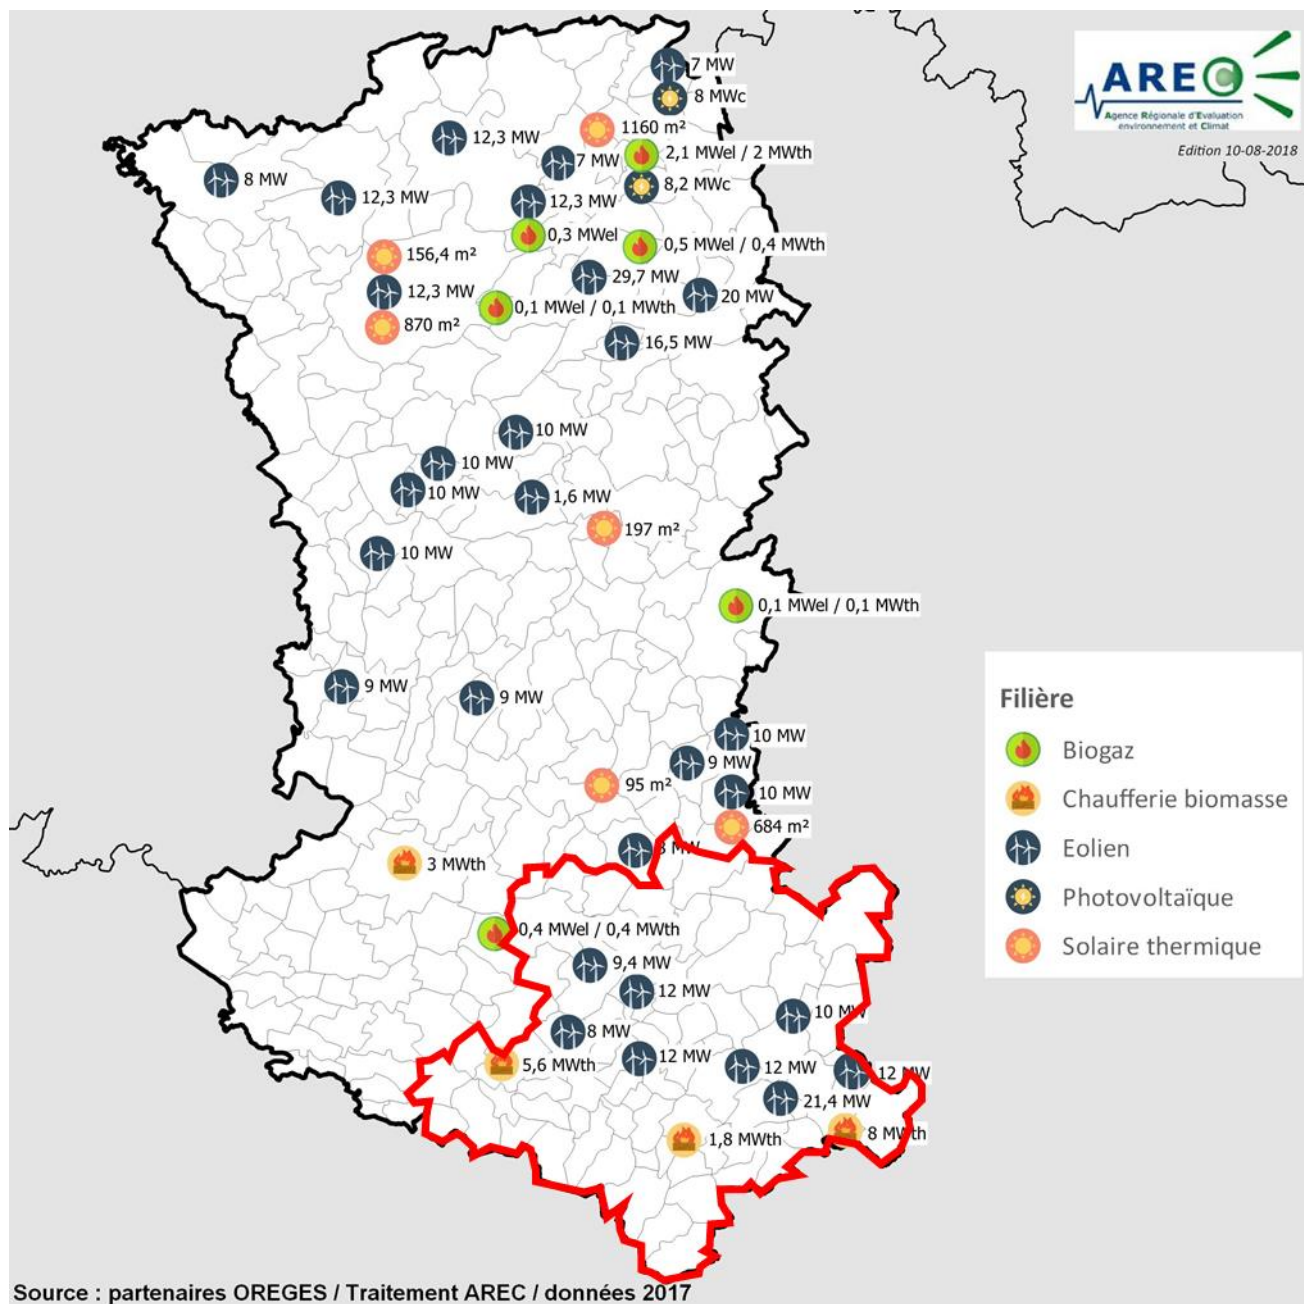 7 MW
8 MWc
AREC
Agence Régionale d'Evaluation
environnement et Climat
Edition 10-08-2018
1160 m²
12,3 MW
2,1 MWel / 2 MWth
7 MW
8 MW
8,2 MWc
12,3 MW
12,3 MW
0,3 MWel
0,5 MWel / 0,4 MWth
156,4 m²
29,7 MW
12,3 MW
20 MW
0,1 MWel / 0,1 MWth
870 m²
16,5 MW
10 MW
10 MW
10 MW
1,6 MW
197 m²
10 MW
0,1 MWel / 0,1 MWth
9 MW
9 MW
Filière
Biogaz
Chaufferie biomasse
Eolien
Photovoltaïque
Solaire thermique
10 MW
9 MW
95 m²
10 MW
684 m²
MW
3 MWth
0,4 MWel / 0,4 MWth
9,4 MW
12 MW
10 MW
8 MW
12 MW
5,6 MWth
12 MW
12 MW
21,4 MW
8 MWth
1,8 MWth
Source : partenaires OREGES / Traitement AREC / données 2017